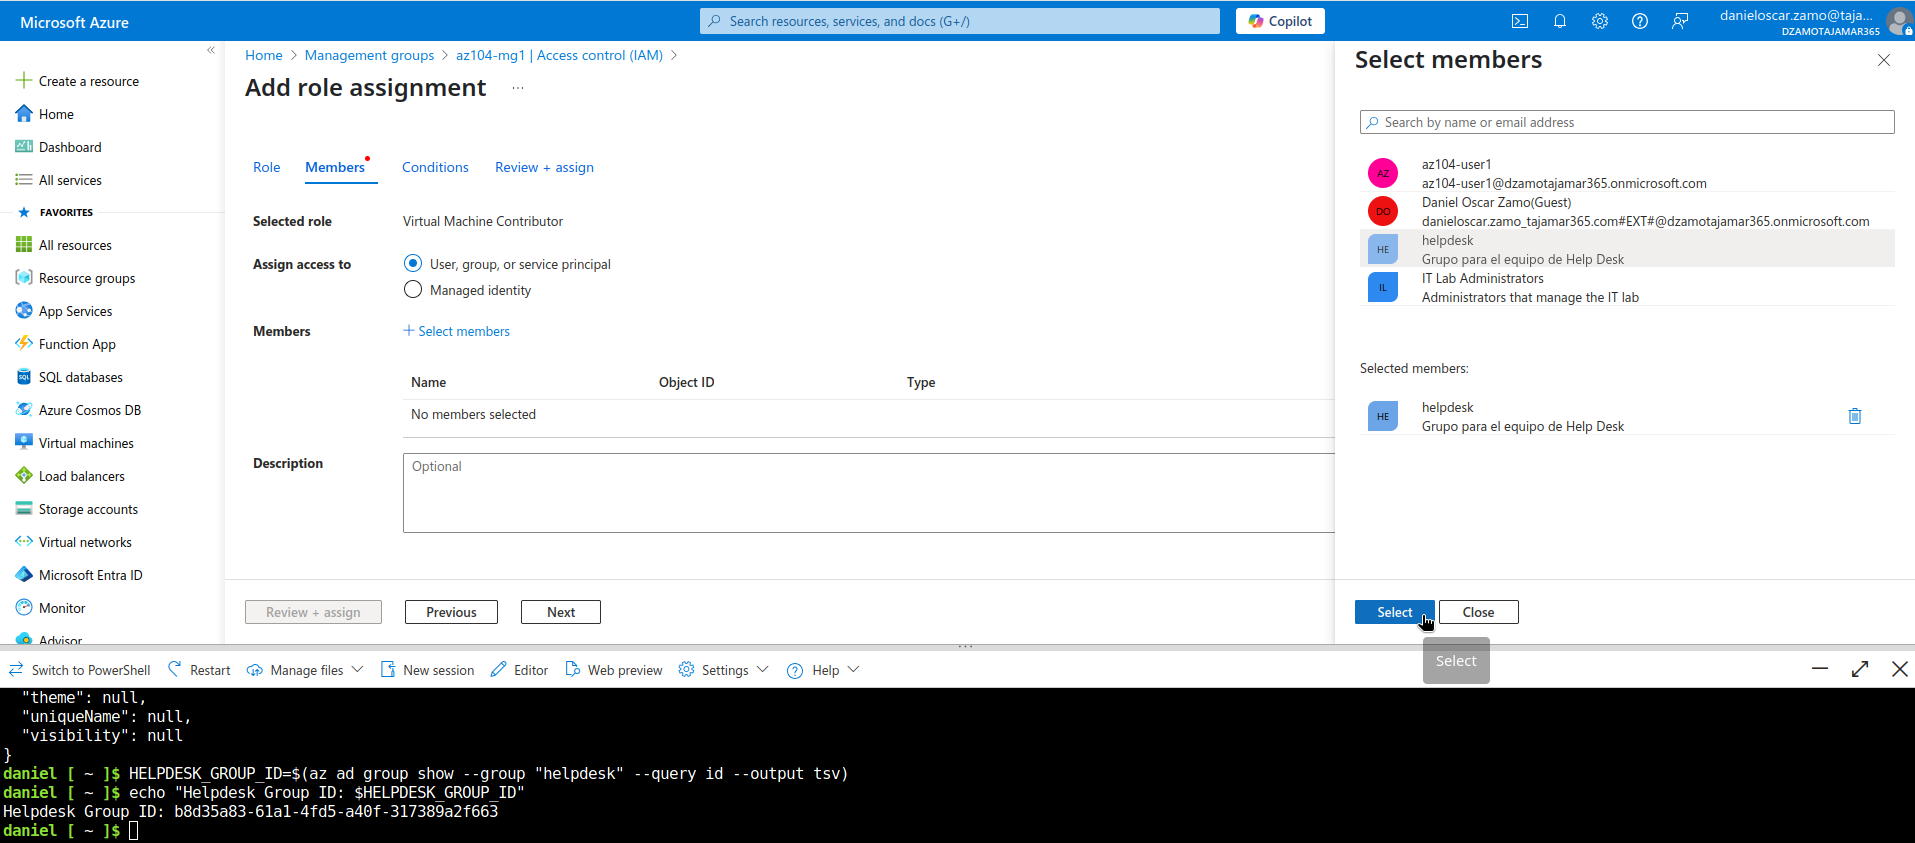 Microsoft Azure
Search resources, services, and docs (G+/)
Copilot
danieloscar.zamo@taja...
DZAMOTAJAMAR365
«
Create a resource
Home
Dashboard
All services
FAVORITES
All resources
Resource groups
App Services
Function App
SQL databases
Azure Cosmos DB
Virtual machines
Load balancers
Storage accounts
Virtual networks
Microsoft Entra ID
Monitor
Advisor
Home > Management groups > az104-mg1 | Access control (IAM) >
Add role assignment ...
Role
Members
Conditions
Review + assign
Selected role
Virtual Machine Contributor
Assign access to
User, group, or service principal
Managed identity
Members
+ Select members
Name
Object ID
Type
No members selected
Description
Optional
Review + assign
Previous
Next
Select members
Search by name or email address
AZ
az104-user1
az104-user1@dzamotajamar365.onmicrosoft.com
DO
Daniel Oscar Zamo(Guest)
danieloscar.zamo_tajamar365.com#EXT#@dzamotajamar365.onmicrosoft.com
HE
helpdesk
Grupo para el equipo de Help Desk
IL
IT Lab Administrators
Administrators that manage the IT lab
Selected members:
HE
helpdesk
Grupo para el equipo de Help Desk
Select
Close
Select
Switch to PowerShell
Restart
Manage files
New session
Editor
Web preview
Settings
Help
"theme": null,
"uniqueName": null,
"visibility": null
}
daniel [ ~ ]$ HELPDESK_GROUP_ID=$(az ad group show --group "helpdesk" --query id --output tsv)
daniel [ ~ ]$ echo "Helpdesk Group ID: $HELPDESK_GROUP_ID"
Helpdesk Group ID: b8d35a83-61a1-4fd5-a40f-317389a2f663
daniel [ ~ ]$